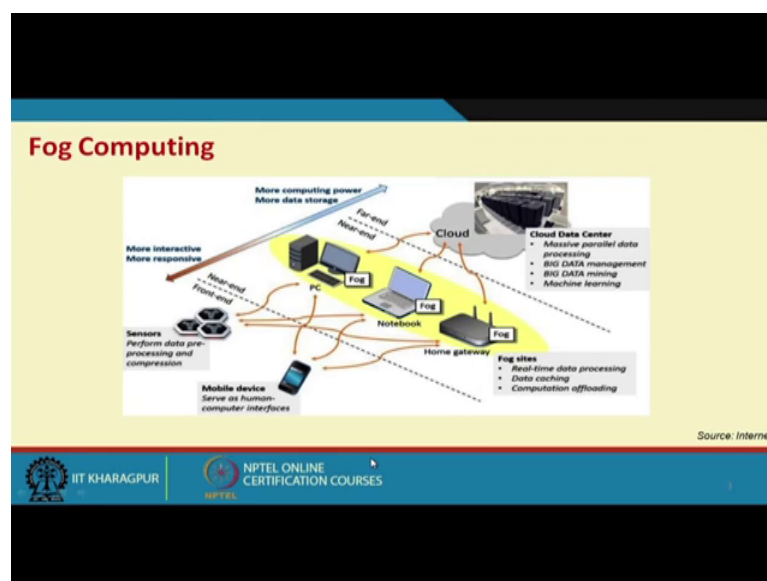 Fog Computing
More computing power
More data storage
More interactive
More responsive
Far-end
Near-end
Cloud
Cloud Data Center
• Massive parallel data
processing
• BIG DATA management
• BIG DATA mining
• Machine learning
Near-end
Front-end
Fog
PC
Fog
Notebook
Fog
Home gateway
Sensors
Perform data pre-
processing and
compression
Mobile device
Serve as human-
computer interfaces
Fog sites
• Real-time data processing
• Data caching
• Computation offloading
Source: Interne
IIT KHARAGPUR
NPTEL
NPTEL ONLINE
CERTIFICATION COURSES